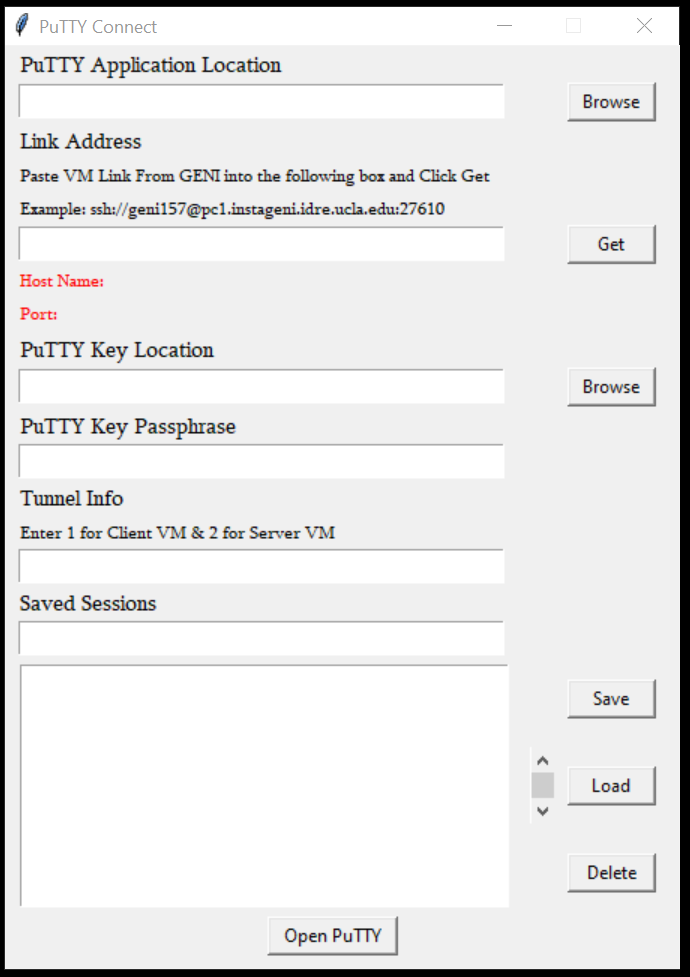 PuTTY Connect
PuTTY Application Location
Browse
Link Address
Paste VM Link From GENI into the following box and Click Get
Example: ssh://geni157@pc1.instageni.idre.ucla.edu:27610
Get
Host Name:
Port:
PuTTY Key Location
Browse
PuTTY Key Passphrase
Tunnel Info
Enter 1 for Client VM & 2 for Server VM
Saved Sessions
Save
Load
Delete
Open PuTTY